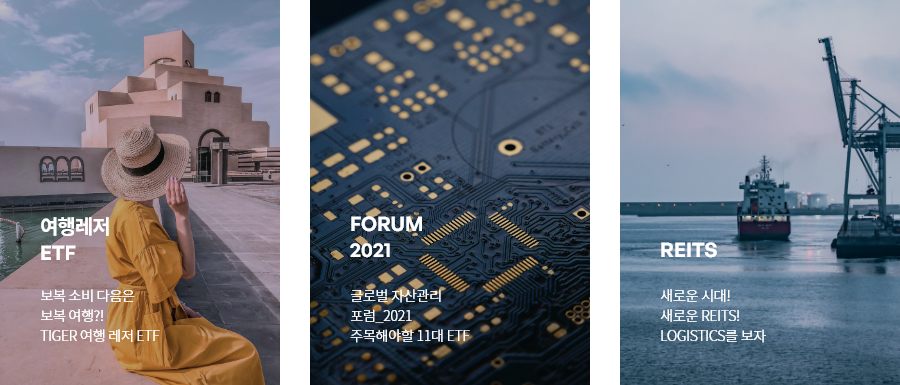 여행레저
ETF
보복 소비 다음은
보복 여행?!
TIGER 여행 레저 ETF
FORUM
2021
글로벌 자산관리
포럼_2021
주목해야할 11대 ETF
REITS
새로운 시대!
새로운 REITS!
LOGISTICS를 보자